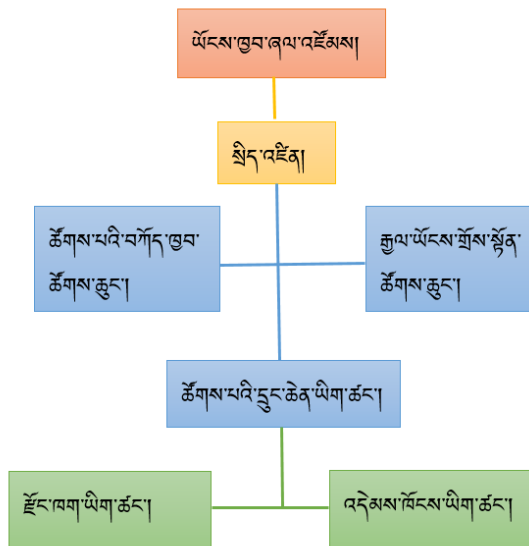 ཡོངས་ཁྱབ་ཞལ་འཛོམས།
སྲིད་འཛིན།
ཚོགས་པའི་བཀོད་ཁྱབ་
ཚོགས་ཆུང་།
རྒྱལ་ཡོངས་གྲོས་སྟོན་
ཚོགས་ཆུང་།
ཚོགས་པའི་དྲུང་ཆེན་ཡིག་ཚང་།
རྫོང་ཁག་ཡིག་ཚང་།
འདེམས་ཁོངས་ཡིག་ཚང་།